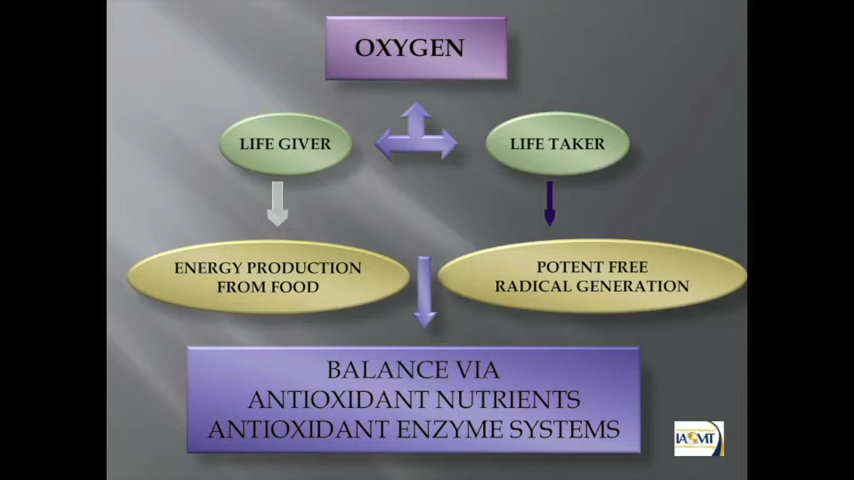 OXYGEN
LIFE GIVER
LIFE TAKER
ENERGY PRODUCTION
FROM FOOD
POTENT FREE
RADICAL GENERATION
BALANCE VIA
ANTIOXIDANT NUTRIENTS
ANTIOXIDANT ENZYME SYSTEMS
IAOMT